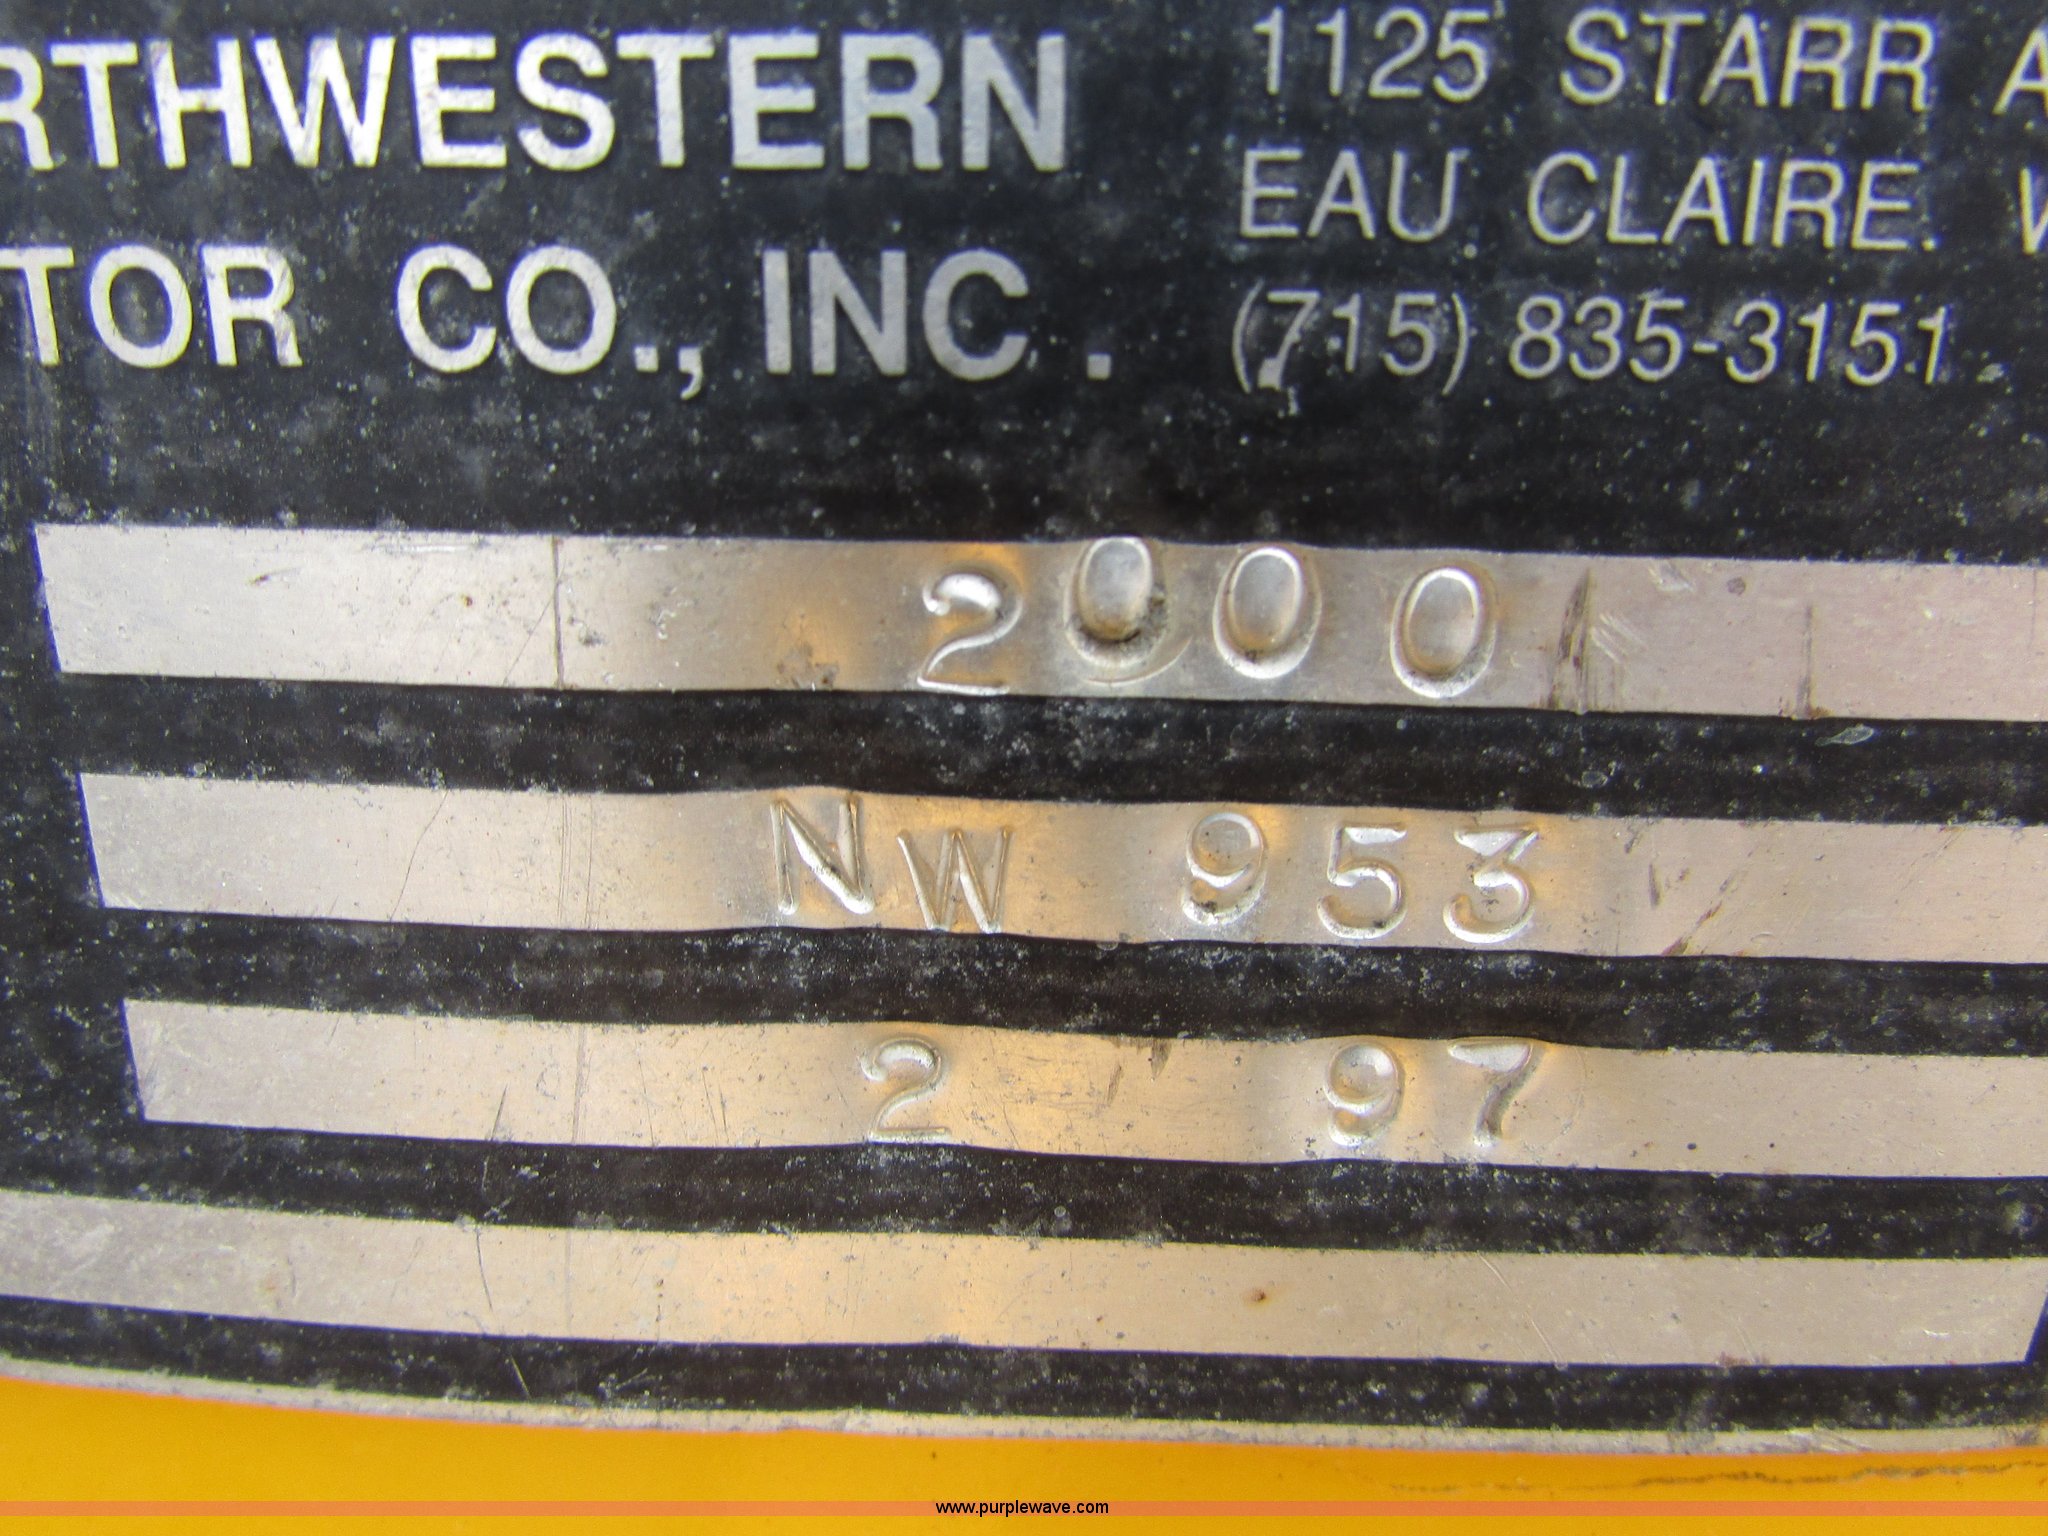 RTHWESTERN
TOR CO., INC.
1125 STARR A
EAU CLAIRE. W
(715) 835-3151
2000
NW 953
2 97
www.purplewave.com